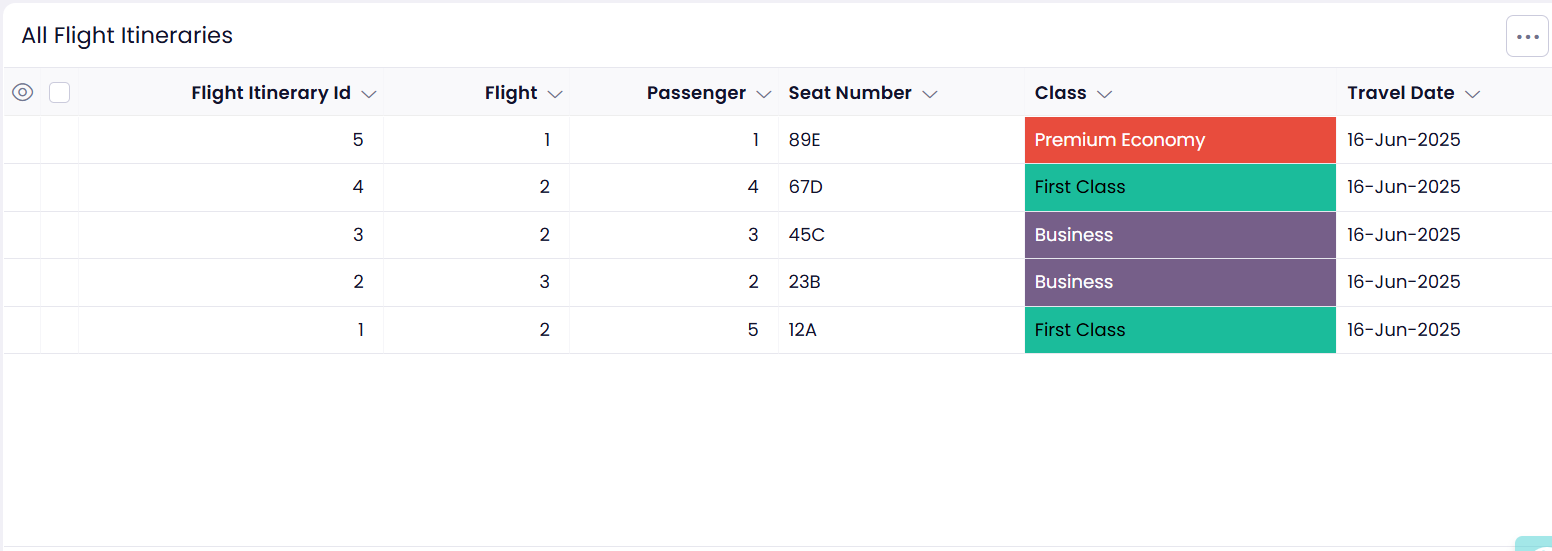 All Flight Itineraries
Flight Itinerary Id Flight Passenger Seat Number Class Travel Date
5 1 1 89E Premium Economy 16-Jun-2025
4 2 4 67D First Class 16-Jun-2025
3 2 3 45C Business 16-Jun-2025
2 3 2 23B Business 16-Jun-2025
1 2 5 12A First Class 16-Jun-2025